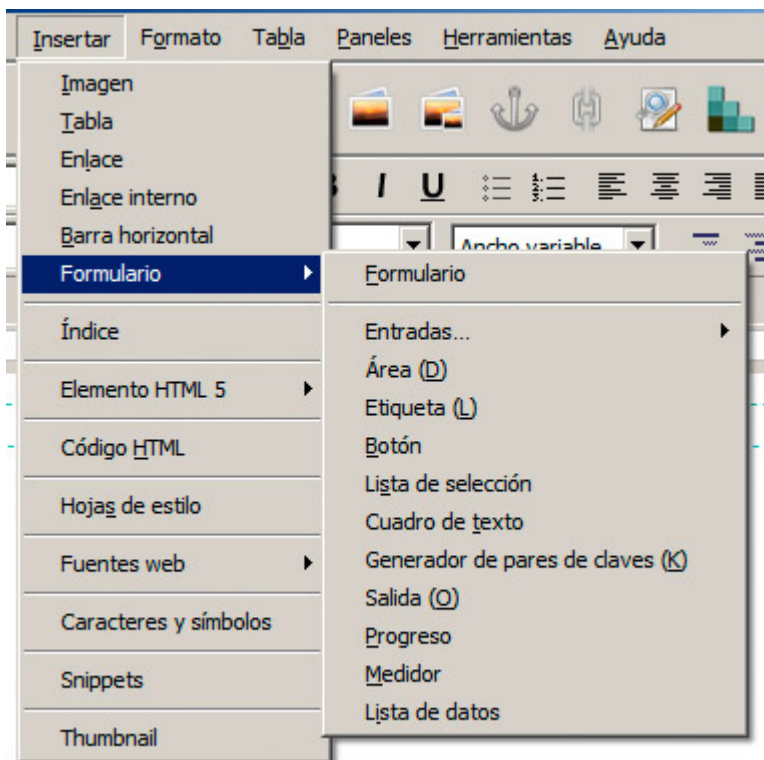 Insertar Formato Tabla Paneles Herramientas Ayuda
Imagen
Tabla
Enlace
Enlace interno
Barra horizontal
Formulario
Índice
Elemento HTML 5
Código HTML
Hojas de estilo
Fuentes web
Caracteres y símbolos
Snippets
Thumbnail
I U
Ancho variable
Formulario
Entradas...
Área (D)
Etiqueta (L)
Botón
Lista de selección
Cuadro de texto
Generador de pares de claves (K)
Salida (O)
Progreso
Medidor
Lista de datos